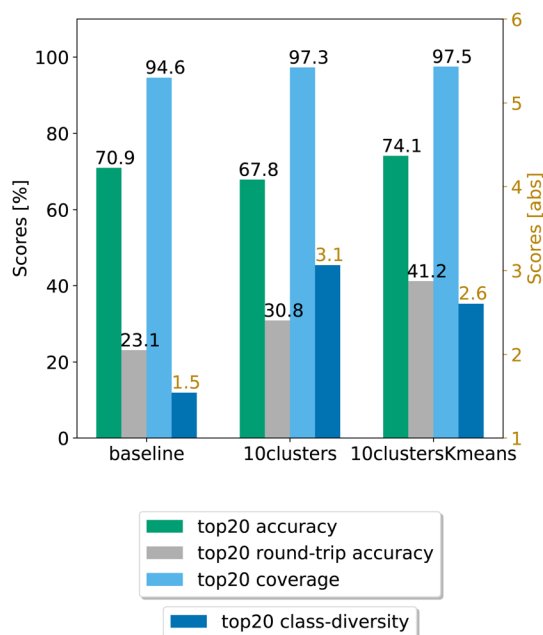 6
100
94.6
97.3
97.5
5
80
70.9
67.8
74.1
4
60
Scores [%]
Scores [abs]
3.1
3
40
41.2
2.6
30.8
23.1
2
20
1.5
0
1
baseline
10clusters
10clustersKmeans
top20 accuracy
top20 round-trip accuracy
top20 coverage
top20 class-diversity